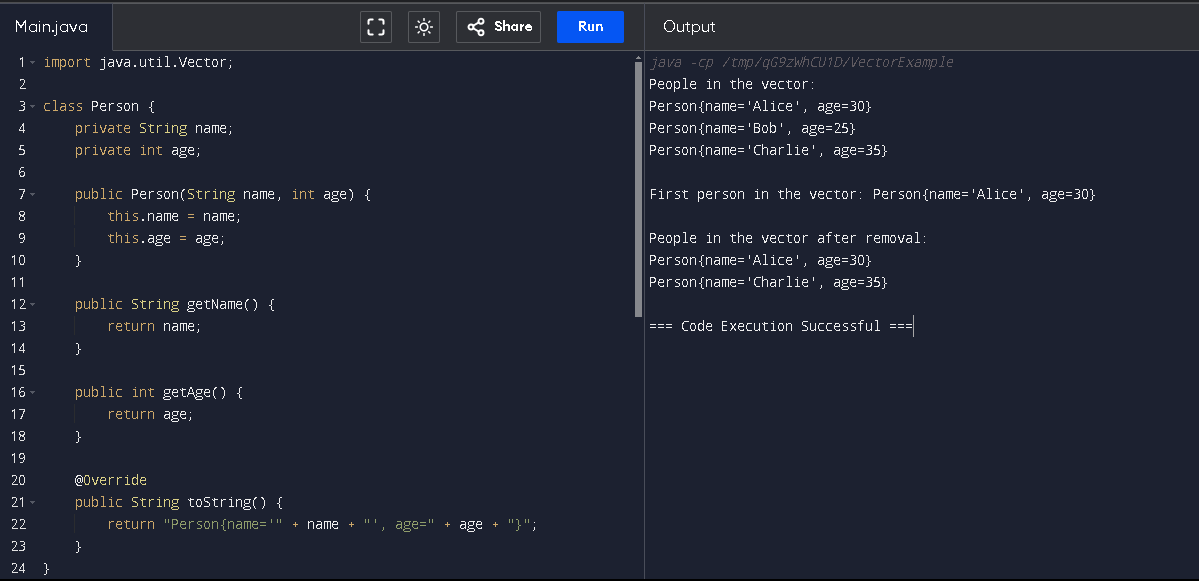 Main.java
Share
Run
Output
1 import java.util.Vector;
2
3 class Person {
4     private String name;
5     private int age;
6
7     public Person(String name, int age) {
8         this.name = name;
9         this.age = age;
10     }
11
12     public String getName() {
13         return name;
14     }
15
16     public int getAge() {
17         return age;
18     }
19
20     @Override
21     public String toString() {
22         return "Person{name='" + name + "', age=" + age + "}";
23     }
24 }
java -cp /tmp/qG9zWhCU1D/VectorExample
People in the vector:
Person{name='Alice', age=30}
Person{name='Bob', age=25}
Person{name='Charlie', age=35}
First person in the vector: Person{name='Alice', age=30}
People in the vector after removal:
Person{name='Alice', age=30}
Person{name='Charlie', age=35}
=== Code Execution Successful ===